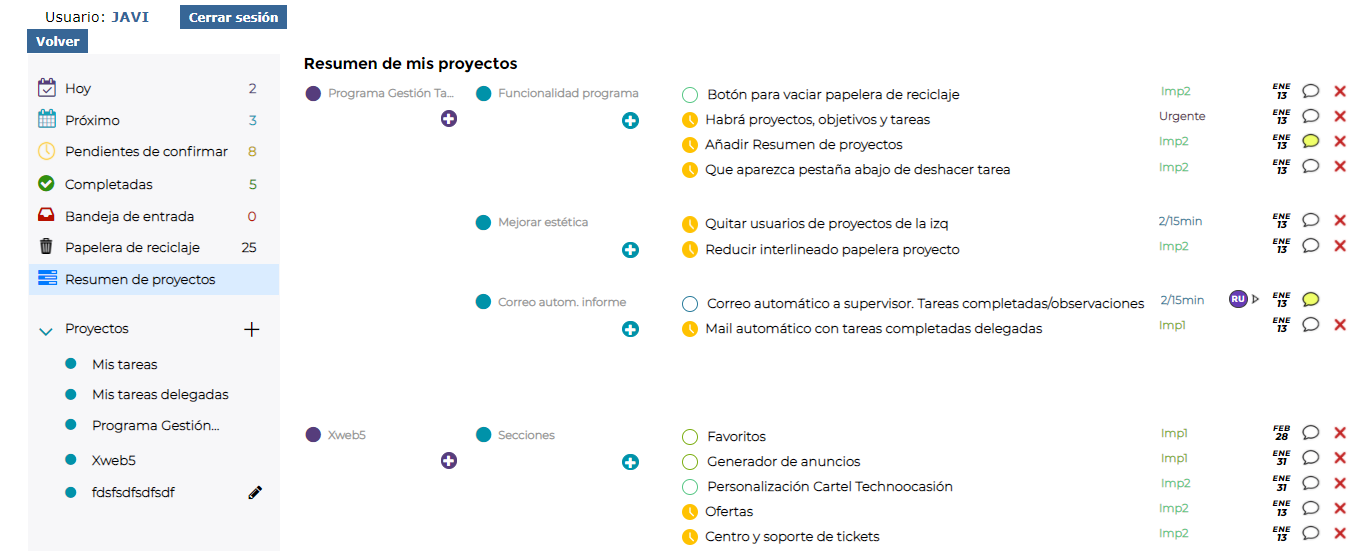 Usuario: JAVI
Cerrar sesión
Volver
Hoy 2
Próximo 3
Pendientes de confirmar 8
Completadas 5
Bandeja de entrada 0
Papelera de reciclaje 25
Resumen de proyectos
Proyectos
Mis tareas
Mis tareas delegadas
Programa Gestión...
Xweb5
fdsfsdfsdfsdf
Resumen de mis proyectos
Programa Gestión Ta...
Funcionalidad programa
Botón para vaciar papelera de reciclaje Imp2 ENE 13
Habrá proyectos, objetivos y tareas Urgente ENE 13
Añadir Resumen de proyectos Imp2 ENE 13
Que aparezca pestaña abajo de deshacer tarea Imp2 ENE 13
Mejorar estética
Quitar usuarios de proyectos de la izq 2/15min ENE 13
Reducir interlineado papelera proyecto Imp2 ENE 13
Correo autom. informe
Correo automático a supervisor. Tareas completadas/observaciones 2/15min RU ENE 13
Mail automático con tareas completadas delegadas Imp1 ENE 13
Xweb5
Secciones
Favoritos Imp1 FEB 28
Generador de anuncios Imp1 ENE 31
Personalización Cartel Technoocasión Imp2 ENE 31
Ofertas Imp2 ENE 13
Centro y soporte de tickets Imp2 ENE 13